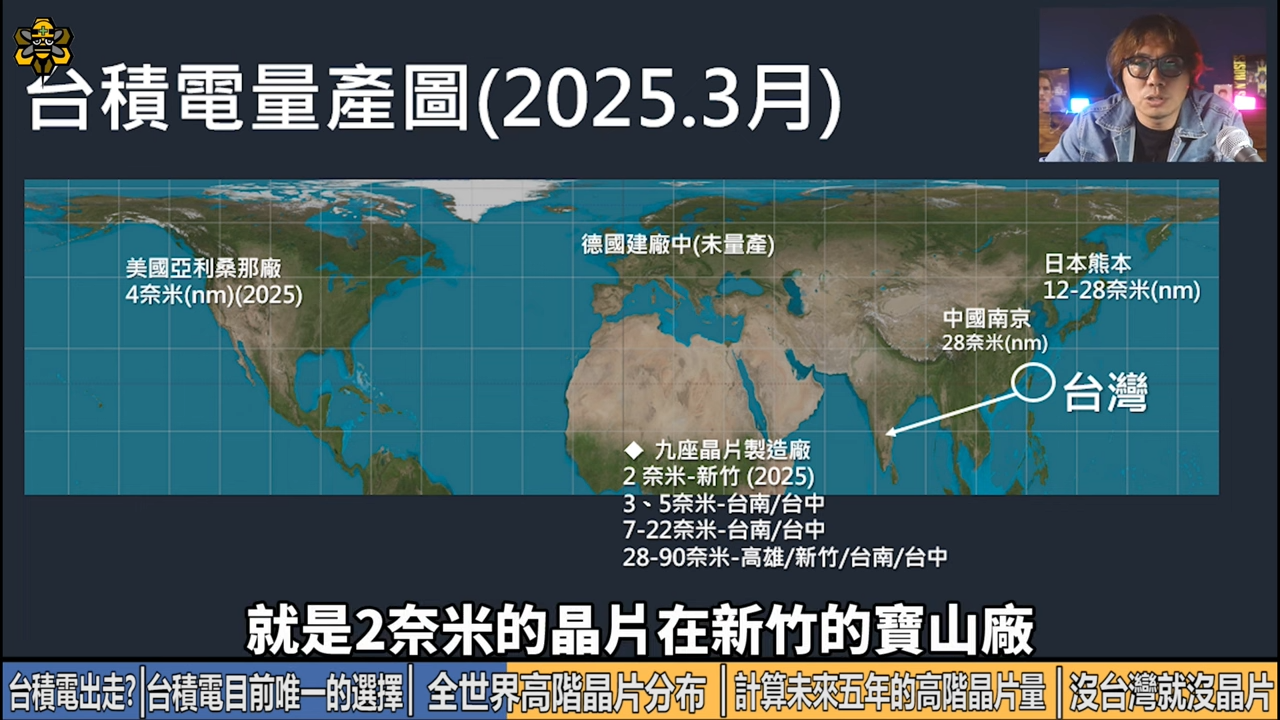 台積電量產圖(2025.3月)
美國亞利桑那廠
4奈米(nm)(2025)
德國建廠中(未量產)
日本熊本
12-28奈米(nm)
中國南京
28奈米(nm)
台灣
◆ 九座晶片製造廠
2 奈米-新竹 (2025)
3、5奈米-台南/台中
7-22奈米-台南/台中
28-90奈米-高雄/新竹/台南/台中
就是2奈米的晶片在新竹的寶山廠
台積電出走?|台積電目前唯一的選擇| 全世界高階晶片分布 |計算未來五年的高階晶片量 |沒台灣就沒晶片